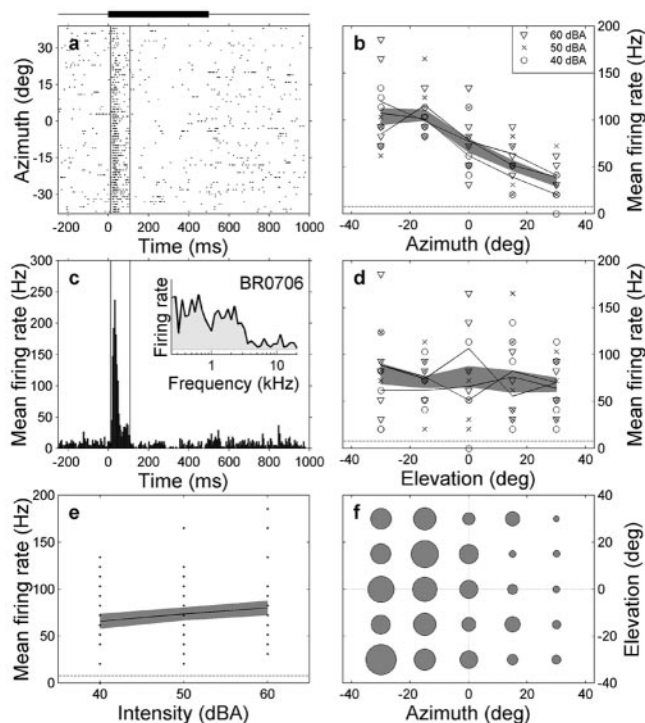 a
Azimuth (deg)
30
15
0
-15
-30
-200 0 200 400 600 800 1000
Time (ms)
b
60 dBA
50 dBA
40 dBA
200
150
100
50
0
Mean firing rate (Hz)
-40 -20 0 20 40
Azimuth (deg)
c
BR0706
Mean firing rate (Hz)
300
250
200
150
100
50
0
Firing rate
1 10
Frequency (kHz)
-200 0 200 400 600 800 1000
Time (ms)
d
200
150
100
50
0
Mean firing rate (Hz)
-40 -20 0 20 40
Elevation (deg)
e
Mean firing rate (Hz)
200
150
100
50
0
40 50 60
Intensity (dBA)
f
40
20
0
-20
-40
Elevation (deg)
-40 -20 0 20 40
Azimuth (deg)